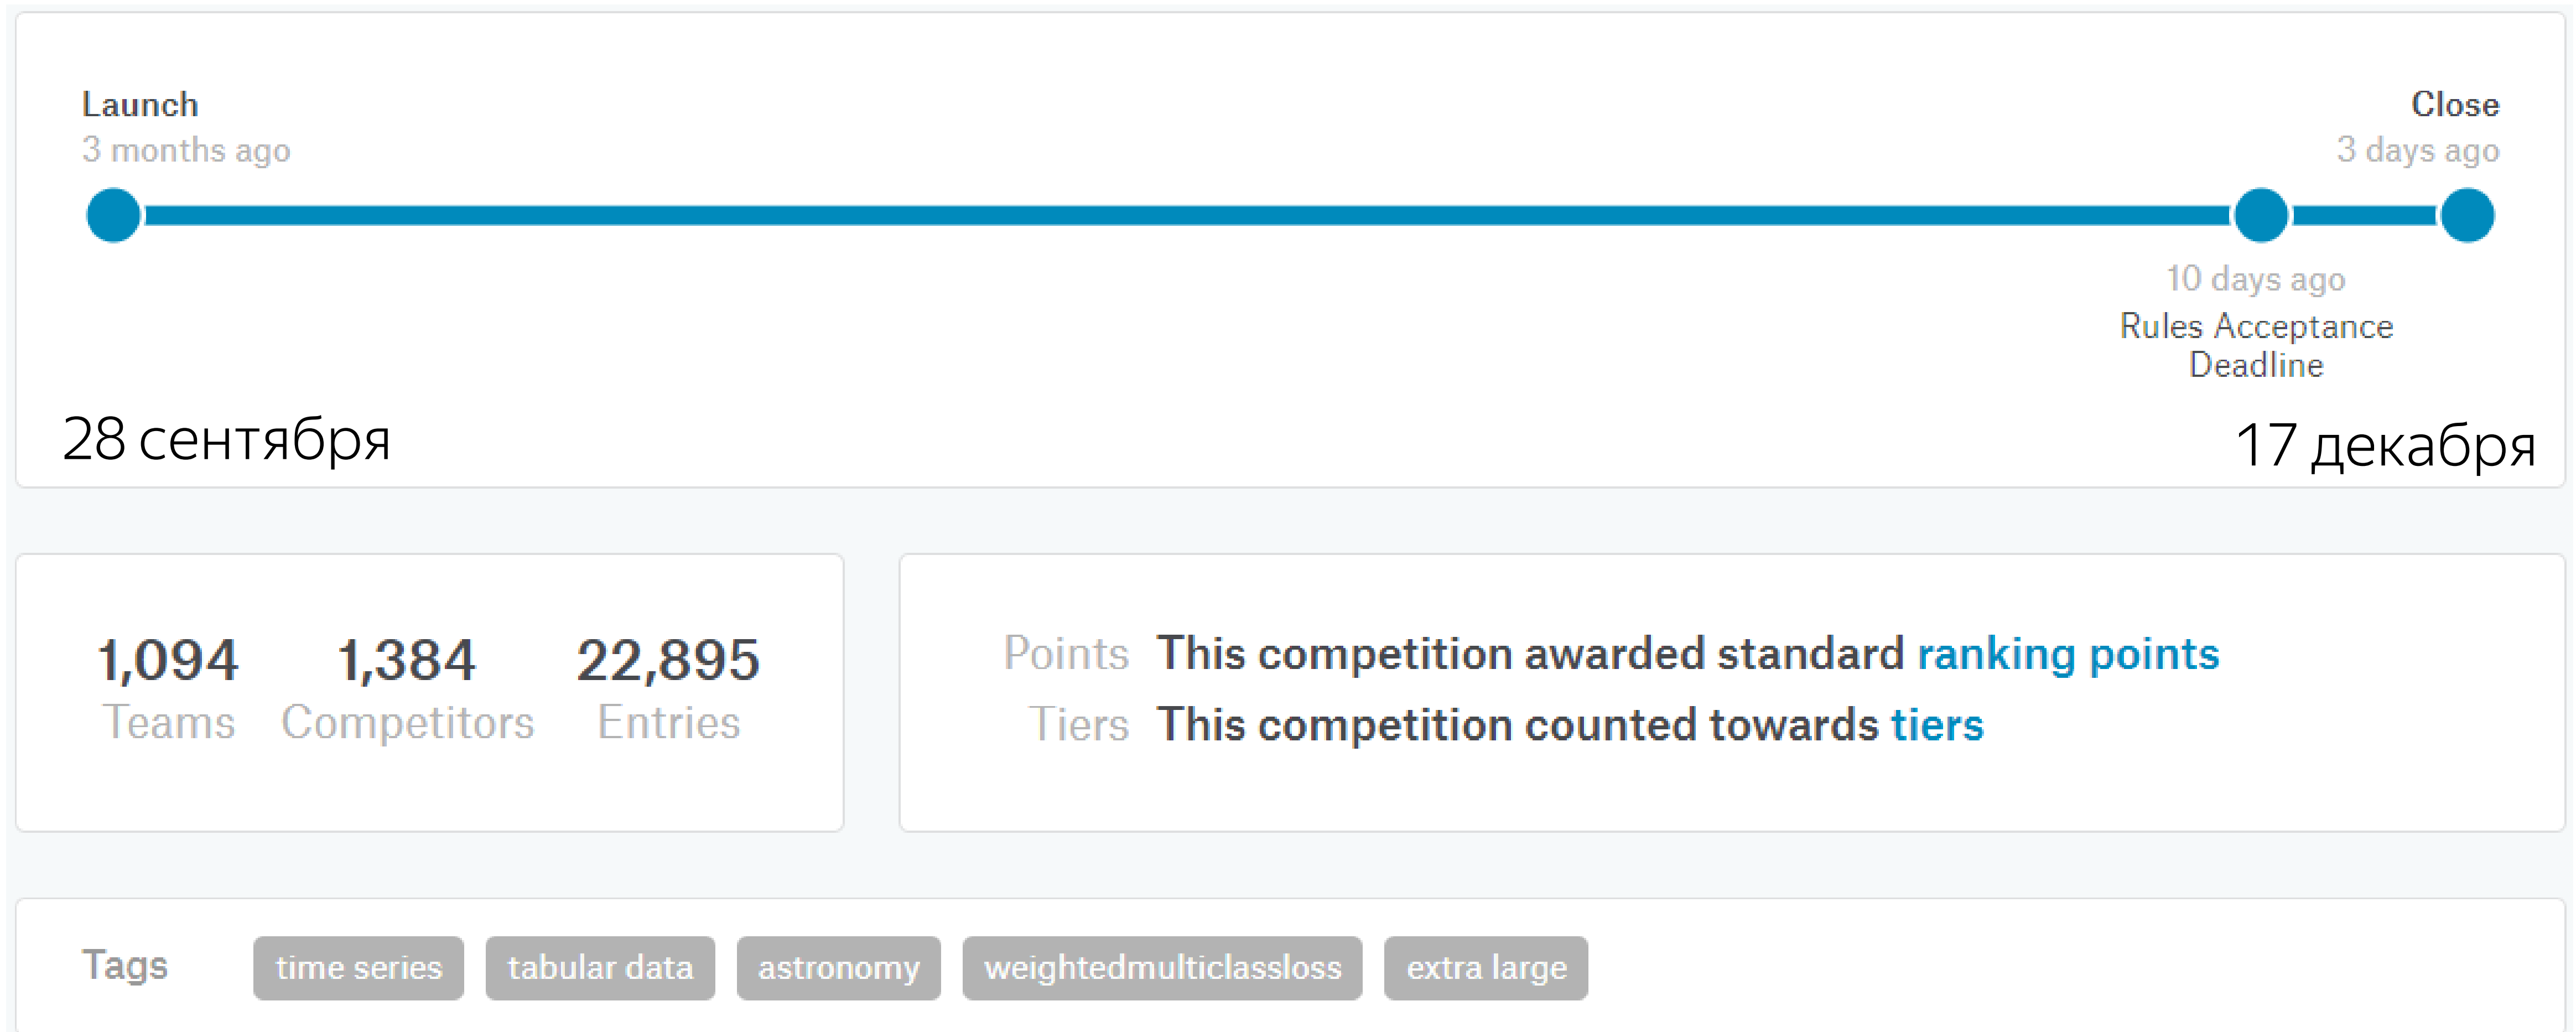 Launch
Close
3 months ago
3 days ago
10 days ago
Rules Acceptance
Deadline
28 сентября
17 декабря
1,094 1,384 22,895
Teams Competitors Entries
Points This competition awarded standard ranking points
Tiers This competition counted towards tiers
Tags time series tabular data astronomy weightedmulticlassloss extra large